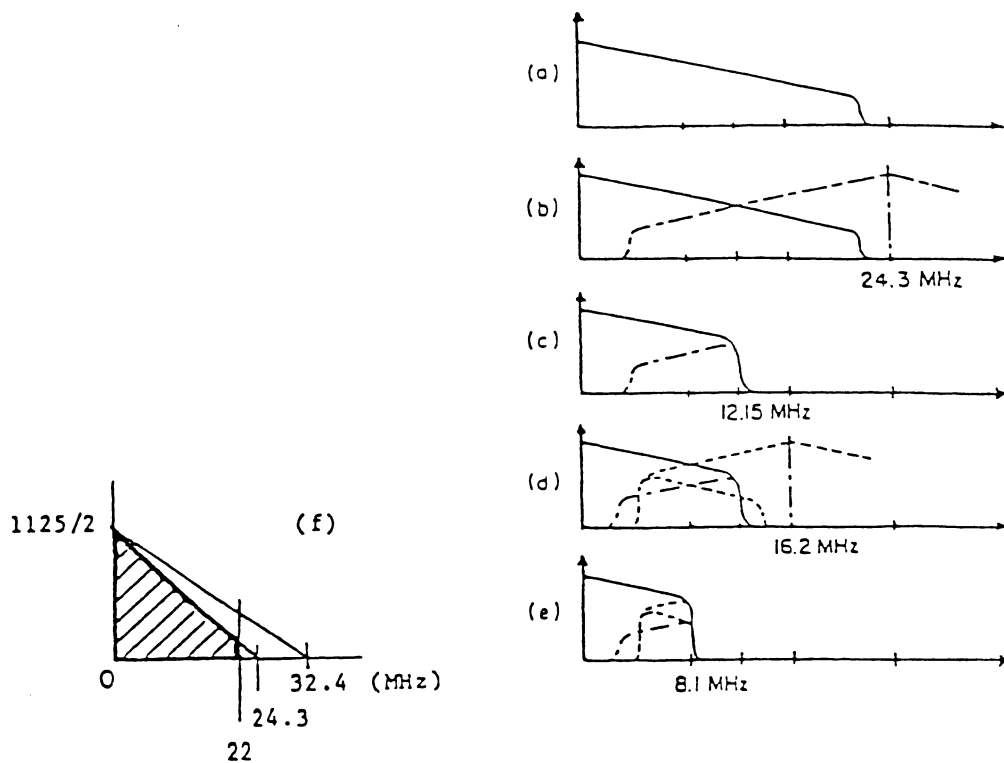 (a)
(b)
24.3 MHz
(c)
12.15 MHz
(d)
16.2 MHz
(e)
8.1 MHz
1125/2
(f)
0
32.4 (MHz)
24.3
22